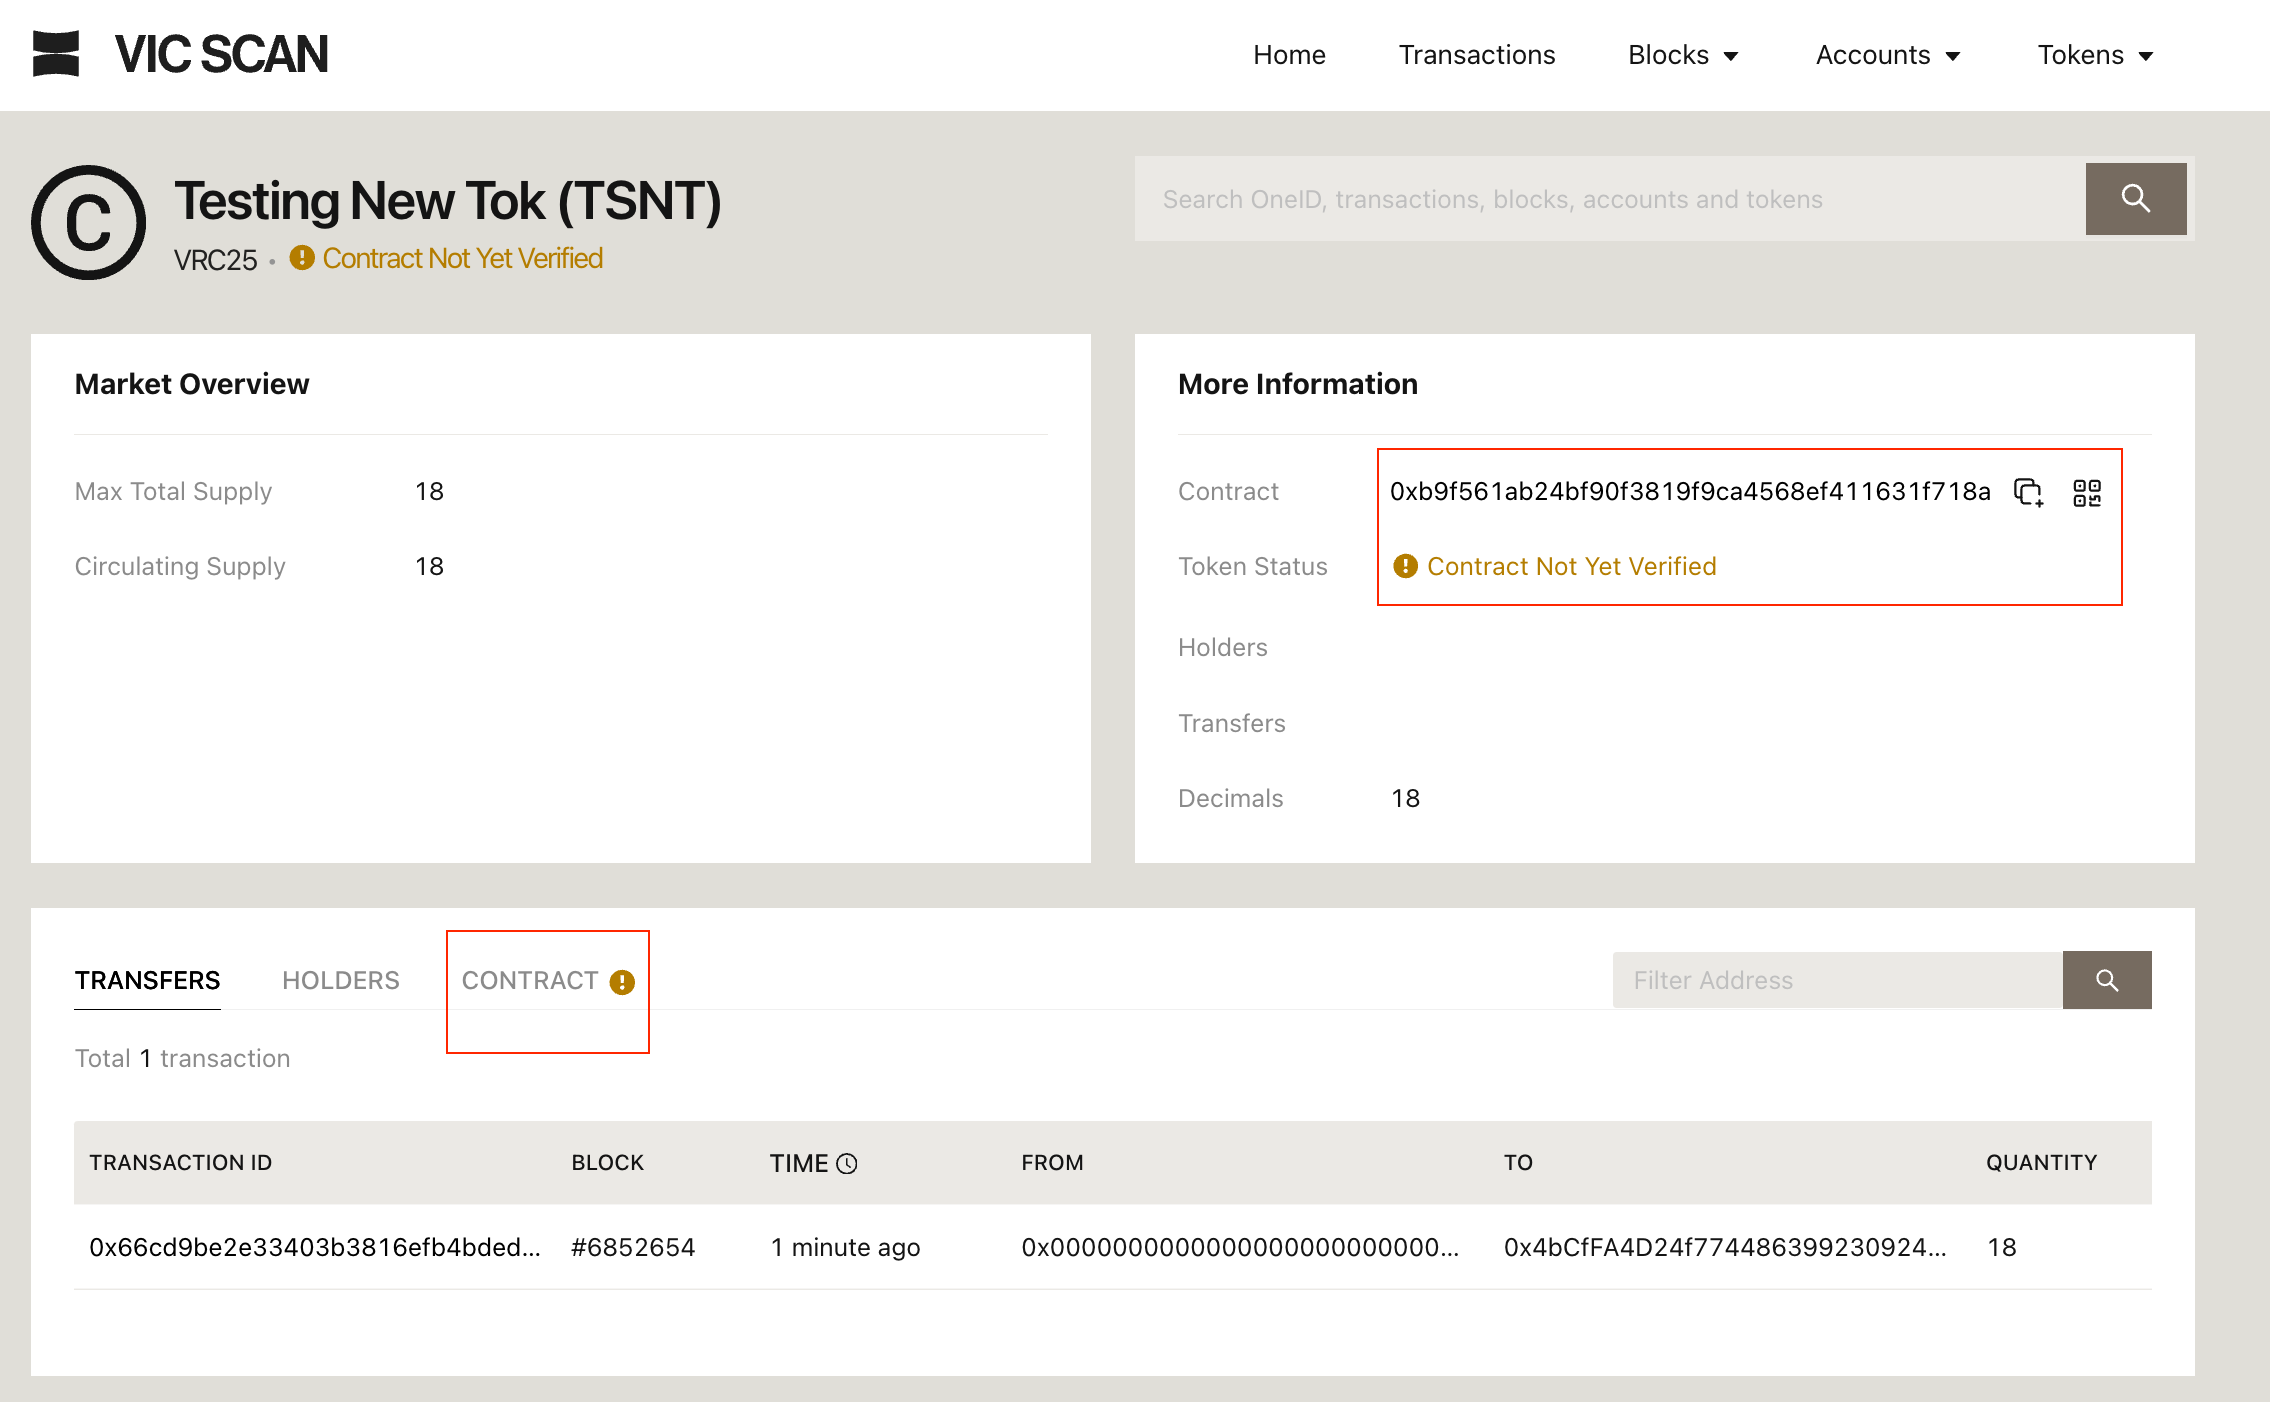 VIC SCAN
Home Transactions Blocks Accounts Tokens
Testing New Tok (TSNT)
VRC25 • Contract Not Yet Verified
Search OneID, transactions, blocks, accounts and tokens
Market Overview
Max Total Supply 18
Circulating Supply 18
More Information
Contract 0xb9f561ab24bf90f3819f9ca4568ef411631f718a
Token Status Contract Not Yet Verified
Holders
Transfers
Decimals 18
TRANSFERS HOLDERS CONTRACT
Filter Address
Total 1 transaction
TRANSACTION ID BLOCK TIME FROM TO QUANTITY
0x66cd9be2e33403b3816efb4bded... #6852654 1 minute ago 0x0000000000000000000000000... 0x4bCfFA4D24f774486399230924... 18